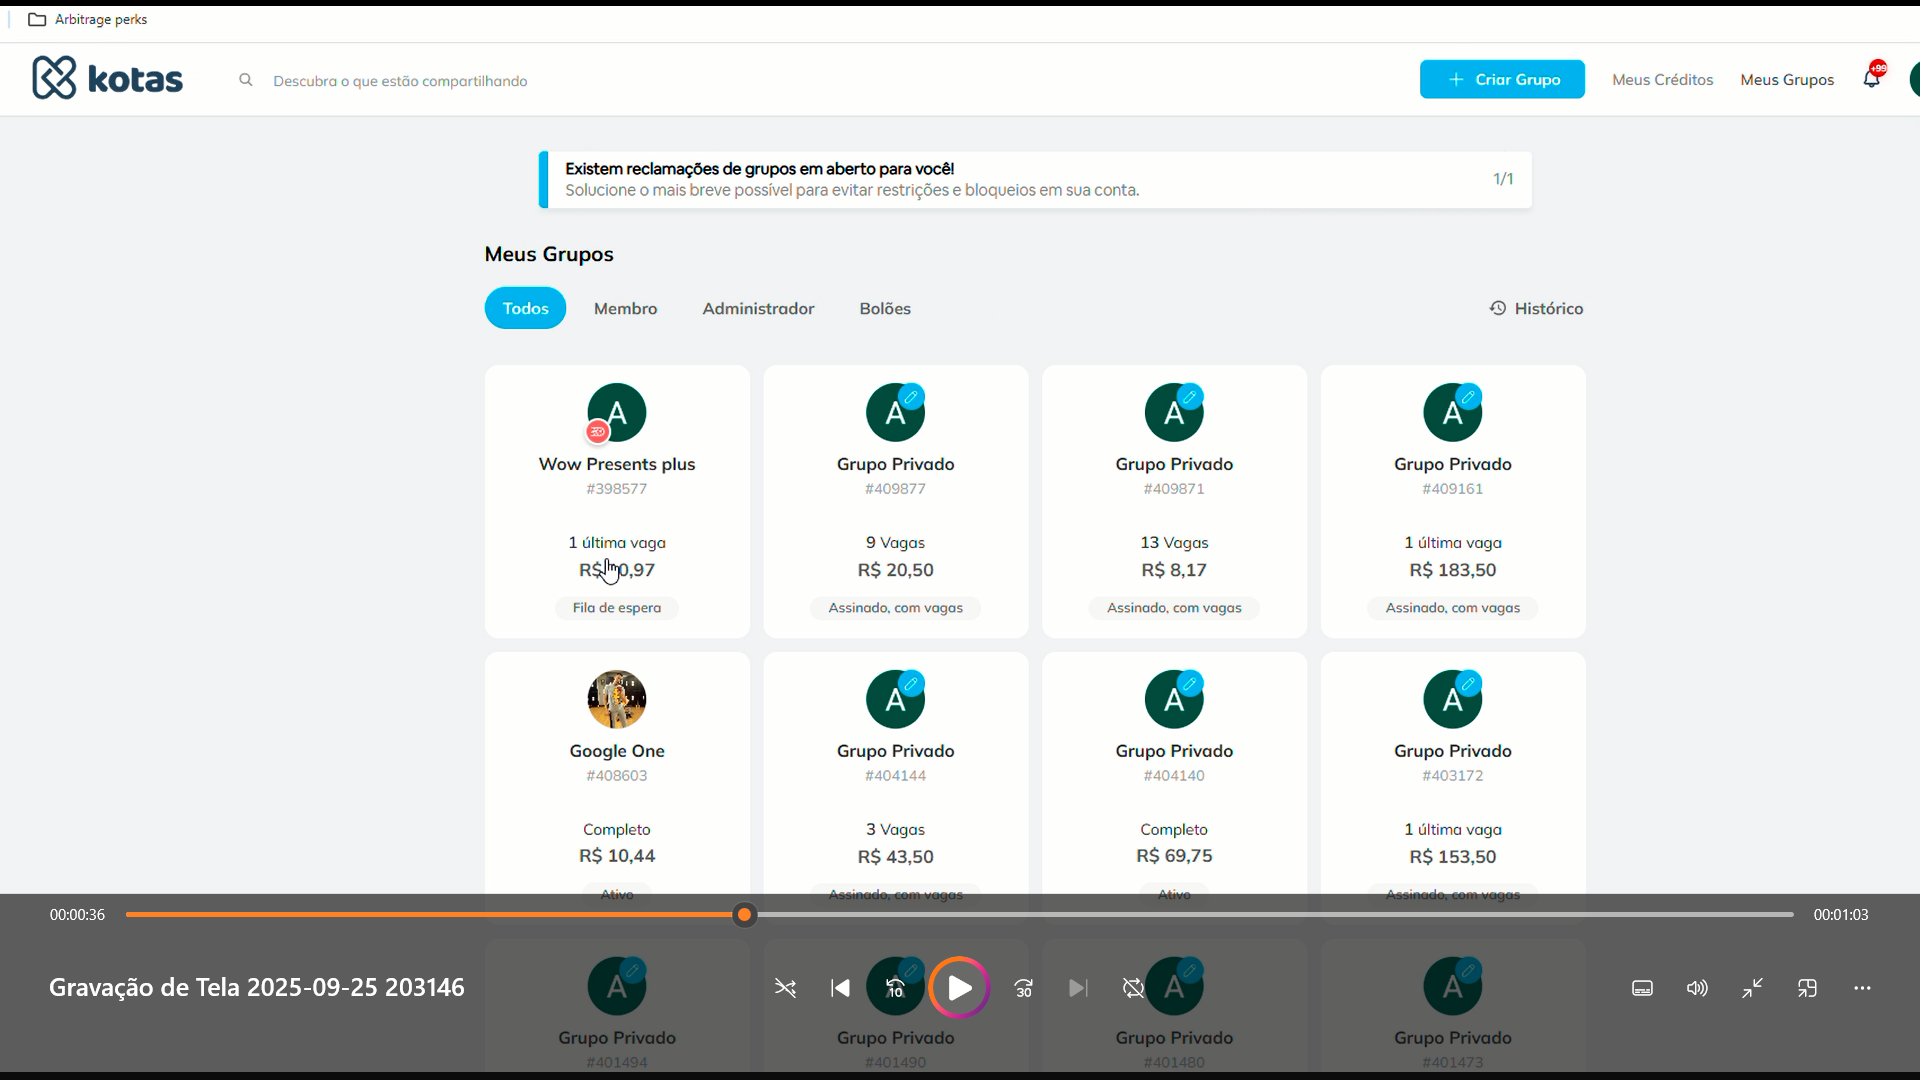 Arbitrage perks
kotas
Descubra o que estão compartilhando
Criar Grupo
Meus Créditos
Meus Grupos
+99
Existem reclamações de grupos em aberto para você!
Solucione o mais breve possível para evitar restrições e bloqueios em sua conta.
1/1
Meus Grupos
Todos
Membro
Administrador
Bolões
Histórico
A
A
A
A
Wow Presents plus
Grupo Privado
Grupo Privado
Grupo Privado
#398577
#409877
#409871
#409161
1 última vaga
9 Vagas
13 Vagas
1 última vaga
R$ 0,97
R$ 20,50
R$ 8,17
R$ 183,50
Fila de espera
Assinado, com vagas
Assinado, com vagas
Assinado, com vagas
A
A
A
Google One
Grupo Privado
Grupo Privado
Grupo Privado
#408603
#404144
#404140
#403172
Completo
3 Vagas
Completo
1 última vaga
R$ 10,44
R$ 43,50
R$ 69,75
R$ 153,50
Ativo
Assinado, com vagas
Ativo
Assinado, com vagas
00:00:36
00:01:03
A
A
A
A
Gravação de Tela 2025-09-25 203146
10
30
Grupo Privado
Grupo Privado
Grupo Privado
Grupo Privado
#401494
#401490
#401480
#401473